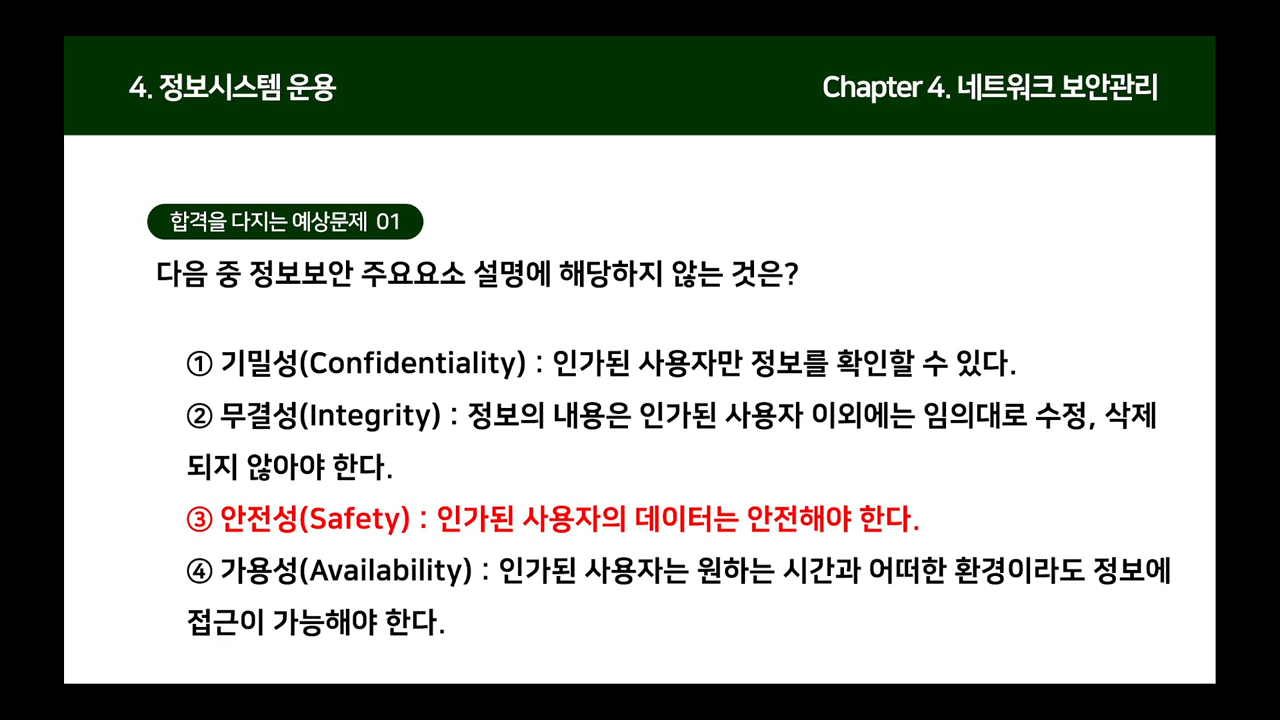 4. 정보시스템 운용
Chapter 4. 네트워크 보안관리
합격을 다지는 예상문제 01
다음 중 정보보안 주요요소 설명에 해당하지 않는 것은?
① 기밀성(Confidentiality) : 인가된 사용자만 정보를 확인할 수 있다.
② 무결성(Integrity) : 정보의 내용은 인가된 사용자 이외에는 임의대로 수정, 삭제
되지 않아야 한다.
③ 안전성(Safety) : 인가된 사용자의 데이터는 안전해야 한다.
④ 가용성(Availability) : 인가된 사용자는 원하는 시간과 어떠한 환경이라도 정보에
접근이 가능해야 한다.